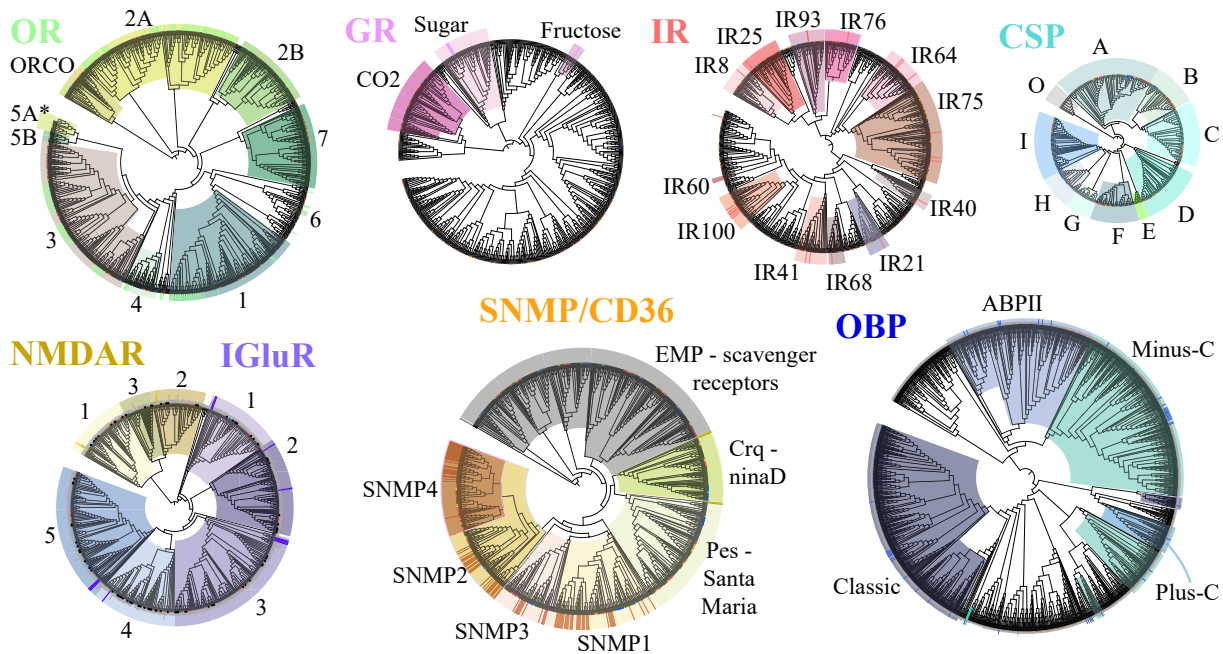 OR
2A
ORCO
2B
5A*
5B
7
3
6
4
1
GR
Sugar
Fructose
CO2
IR
IR93
IR76
IR25
IR8
IR64
IR75
IR60
IR40
IR100
IR41
IR68
IR21
CSP
A
O
B
I
C
H
G
F
E
D
NMDAR
IGluR
3
2
1
1
2
5
3
4
SNMP/CD36
EMP - scavenger
receptors
Crq -
ninaD
SNMP4
Pes -
Santa
Maria
SNMP2
SNMP3
SNMP1
OBP
ABPII
Minus-C
Classic
Plus-C